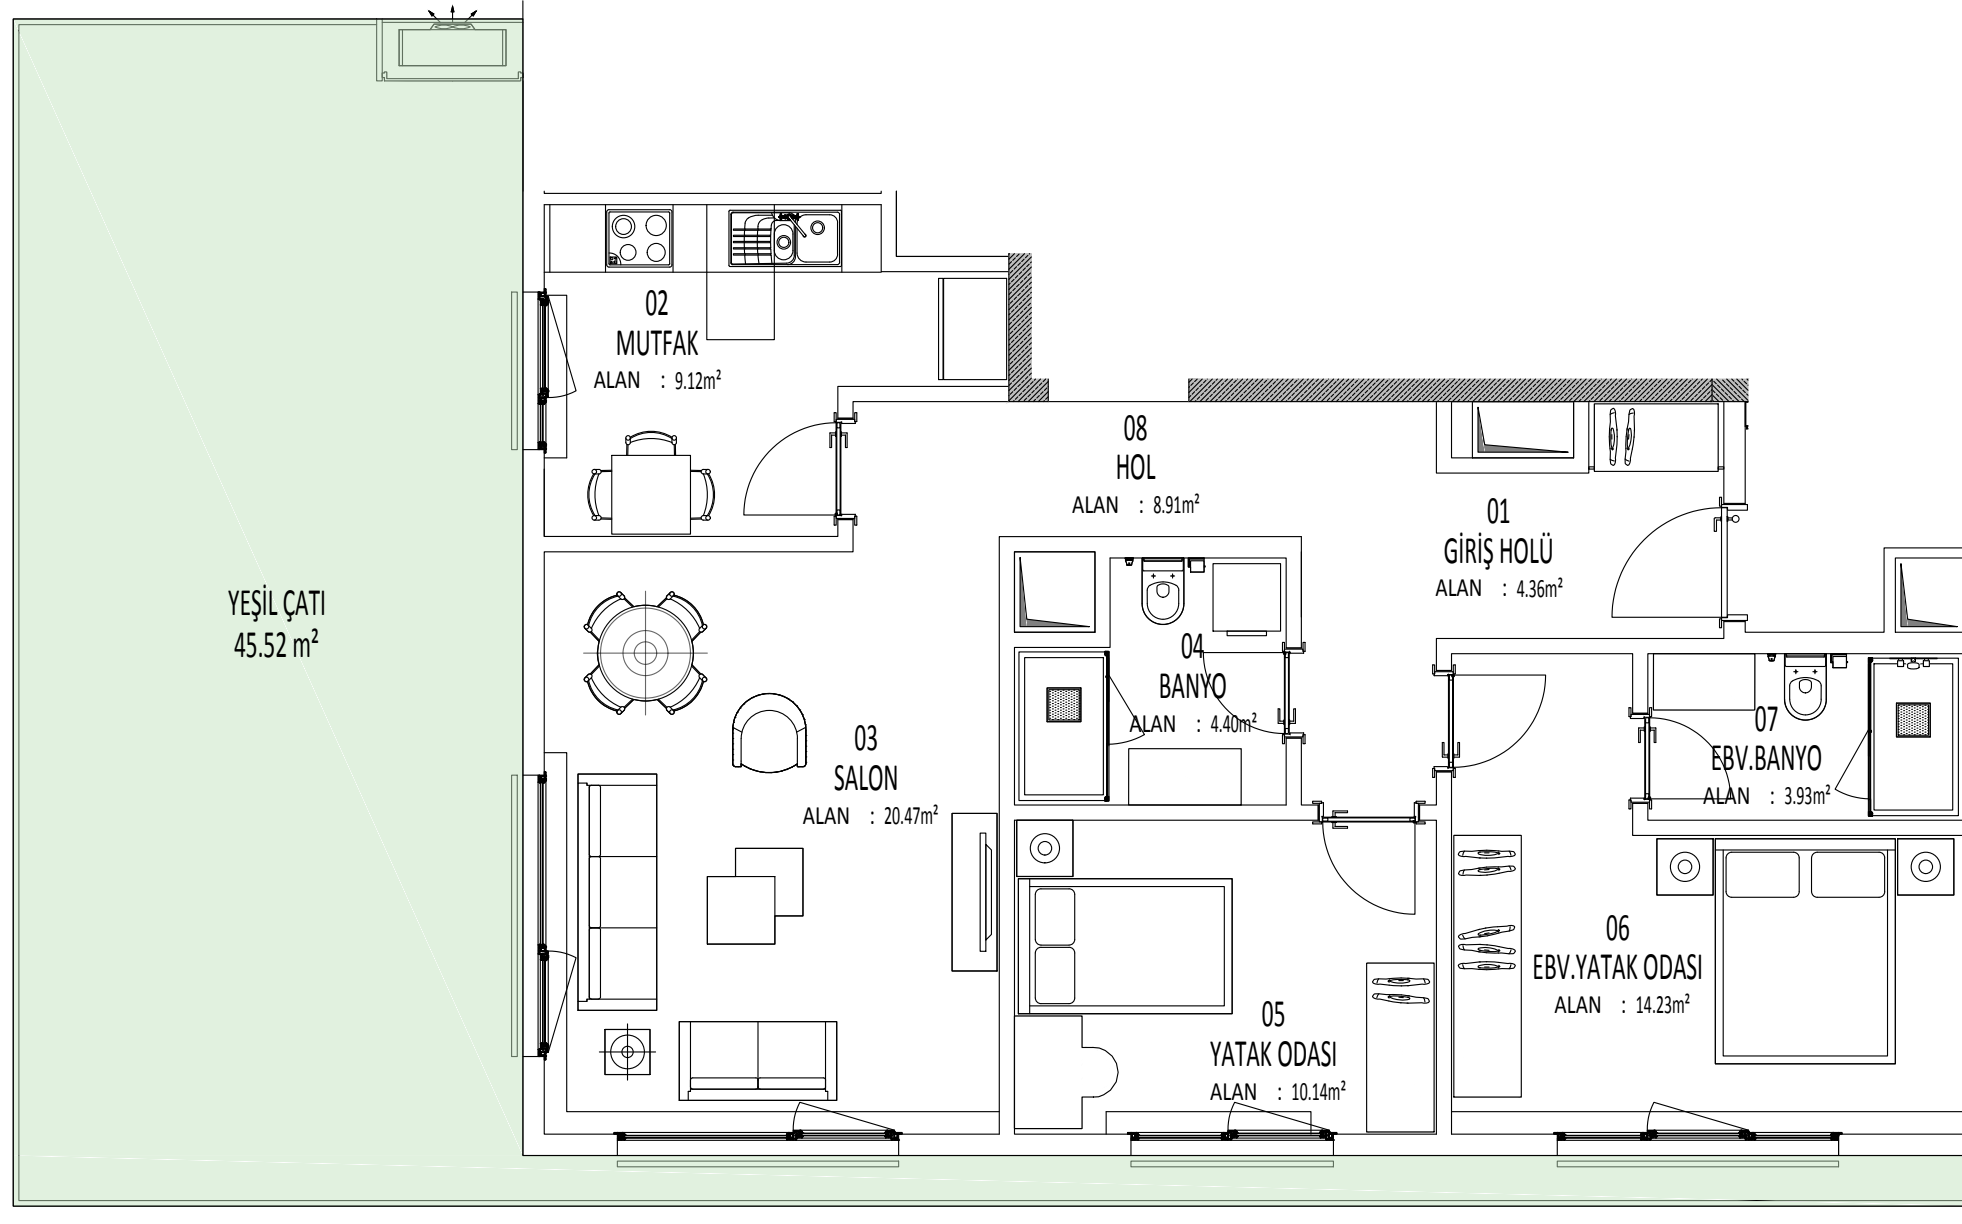 02
MUTFAK
ALAN : 9.12m²
08
HOL
ALAN : 8.91m²
01
GİRİŞ HOLÜ
ALAN : 4.36m²
YEŞİL ÇATI
45.52 m²
04
BANYO
ALAN : 4.40m²
03
SALON
ALAN : 20.47m²
07
EBV.BANYO
ALAN : 3.93m²
06
EBV.YATAK ODASI
ALAN : 14.23m²
05
YATAK ODASI
ALAN : 10.14m²